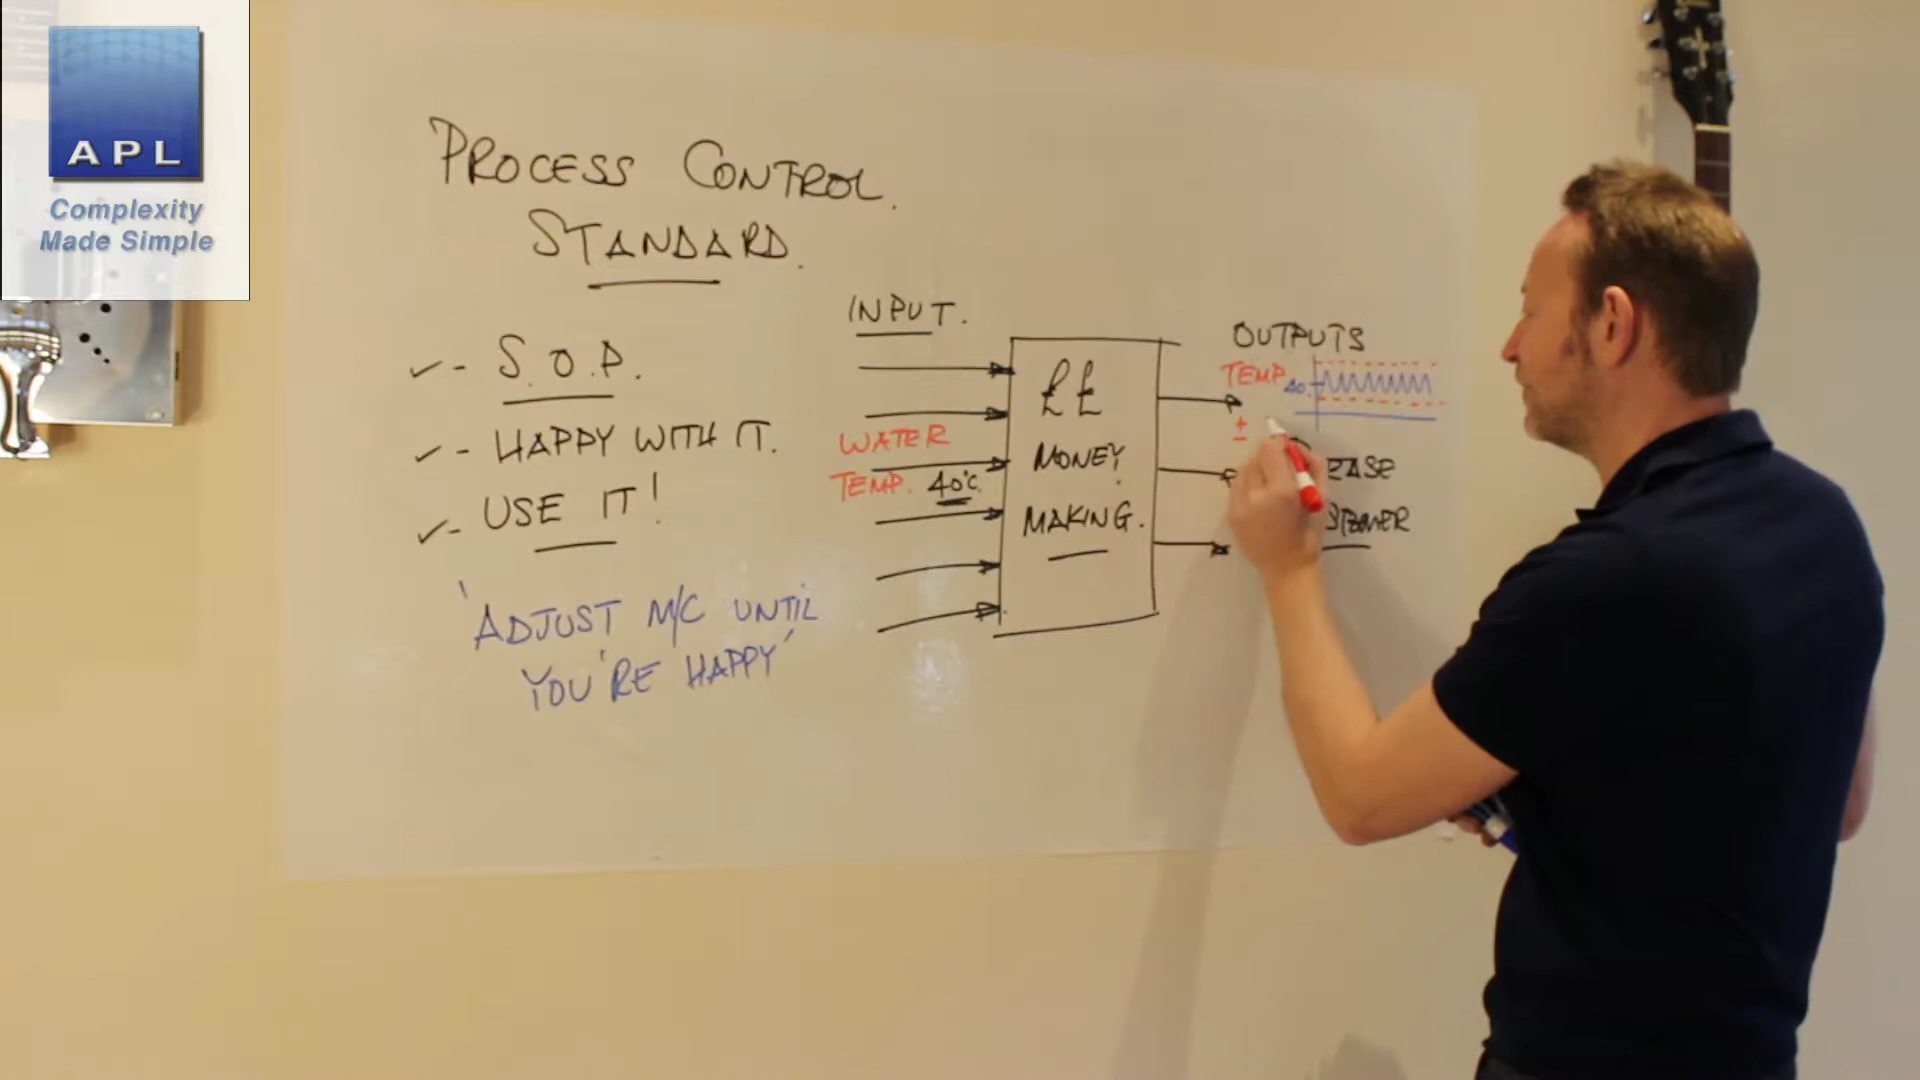 APL
Complexity
Made Simple
PROCESS CONTROL.
STANDARD.
- S.O.P.
- HAPPY WITH IT.
- USE IT!
'ADJUST M/C UNTIL
YOU'RE HAPPY'
INPUT.
WATER
TEMP. 40°C.
££
MONEY
MAKING.
OUTPUTS
TEMP 40
±